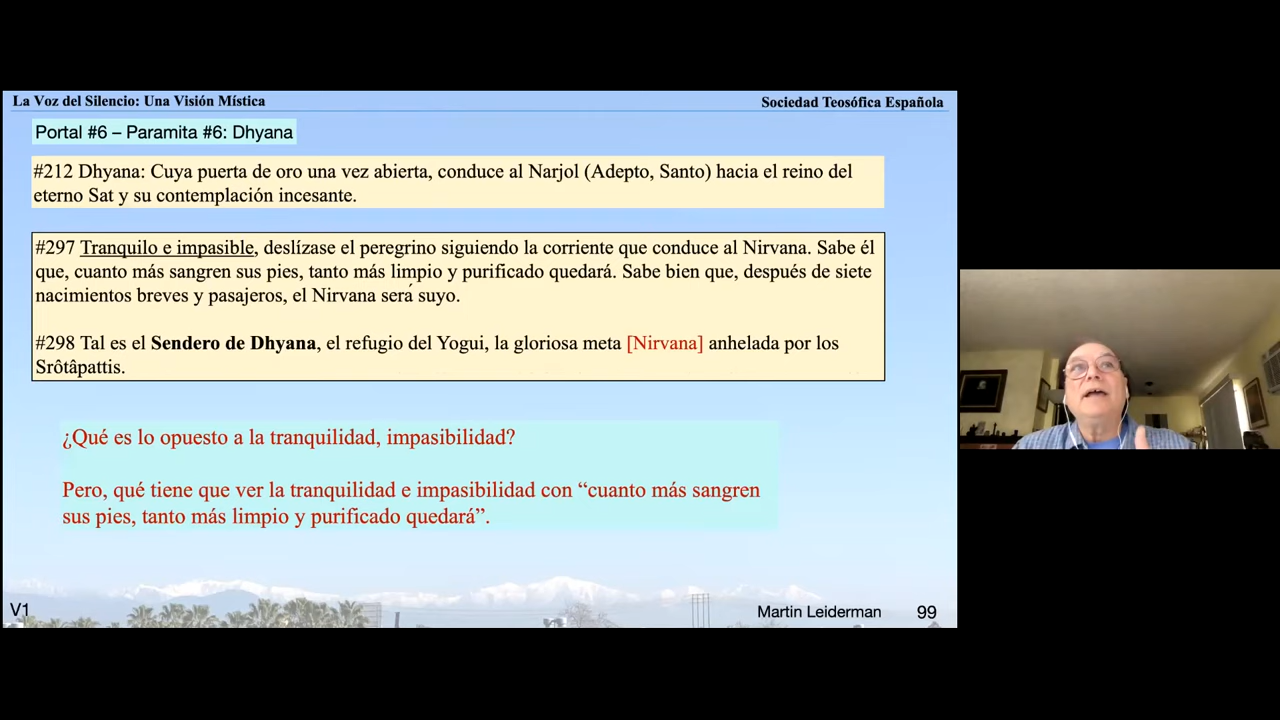 La Voz del Silencio: Una Visión Mística
Sociedad Teosófica Española
Portal #6 – Paramita #6: Dhyana
#212 Dhyana: Cuya puerta de oro una vez abierta, conduce al Narjol (Adepto, Santo) hacia el reino del
eterno Sat y su contemplación incesante.
#297 Tranquilo e impasible, deslízase el peregrino siguiendo la corriente que conduce al Nirvana. Sabe él
que, cuanto más sangren sus pies, tanto más limpio y purificado quedará. Sabe bien que, después de siete
nacimientos breves y pasajeros, el Nirvana será suyo.
#298 Tal es el Sendero de Dhyana, el refugio del Yogui, la gloriosa meta [Nirvana] anhelada por los
Srôtâpattis.
¿Qué es lo opuesto a la tranquilidad, impasibilidad?
Pero, qué tiene que ver la tranquilidad e impasibilidad con “cuanto más sangren
sus pies, tanto más limpio y purificado quedará”.
V1
Martin Leiderman
99